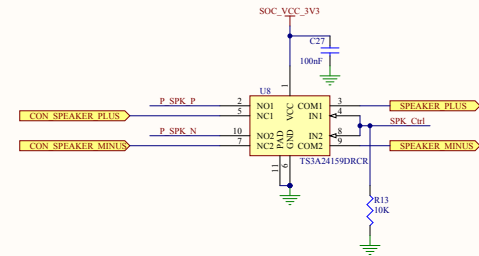 SOC_VCC_3V3
C27
100nF
U8
1
P_SPK_P 2 NO1 VCC COM1 3 SPEAKER_PLUS
CON_SPEAKER_PLUS 5 NC1 IN1 4
SPK_Ctrl
P_SPK_N 10 NO2 IN2 8
CON_SPEAKER_MINUS 7 NC2 PAD GND COM2 9 SPEAKER_MINUS
TS3A24159DRCR
11 6
R13
10K